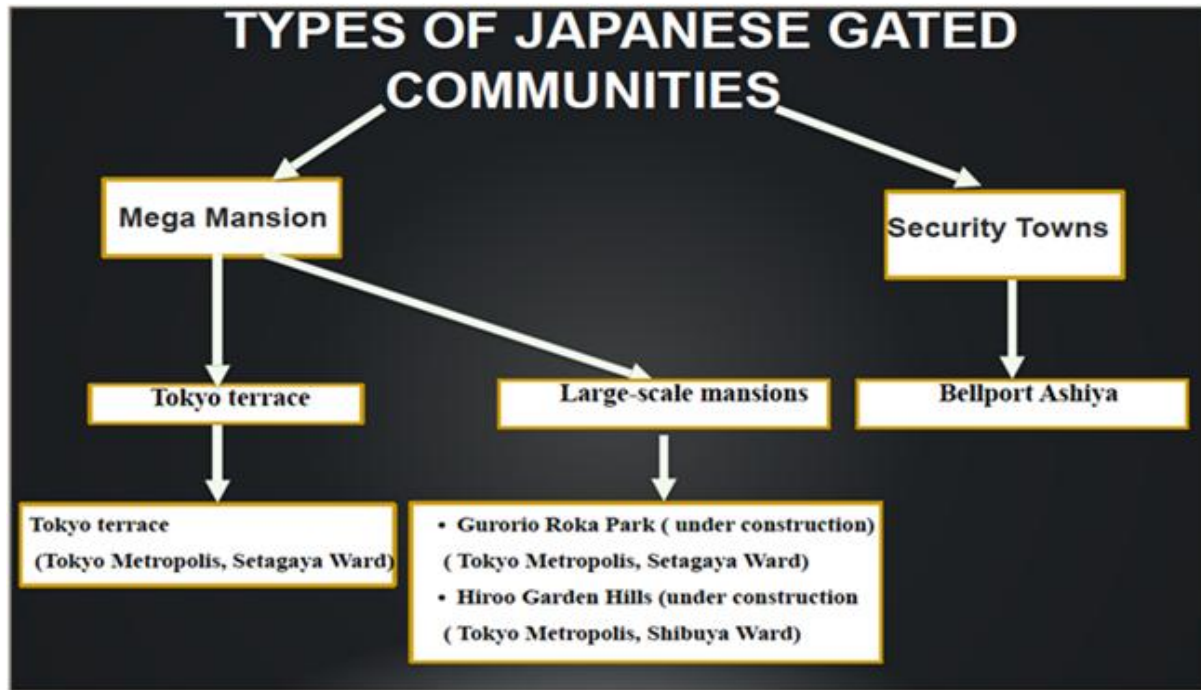 TYPES OF JAPANESE GATED
COMMUNITIES
Mega Mansion
Security Towns
Tokyo terrace
Large-scale mansions
Bellport Ashiya
Tokyo terrace
(Tokyo Metropolis, Setagaya Ward)
• Gurorio Roka Park ( under construction)
( Tokyo Metropolis, Setagaya Ward)
• Hiroo Garden Hills (under construction
( Tokyo Metropolis, Shibuya Ward)